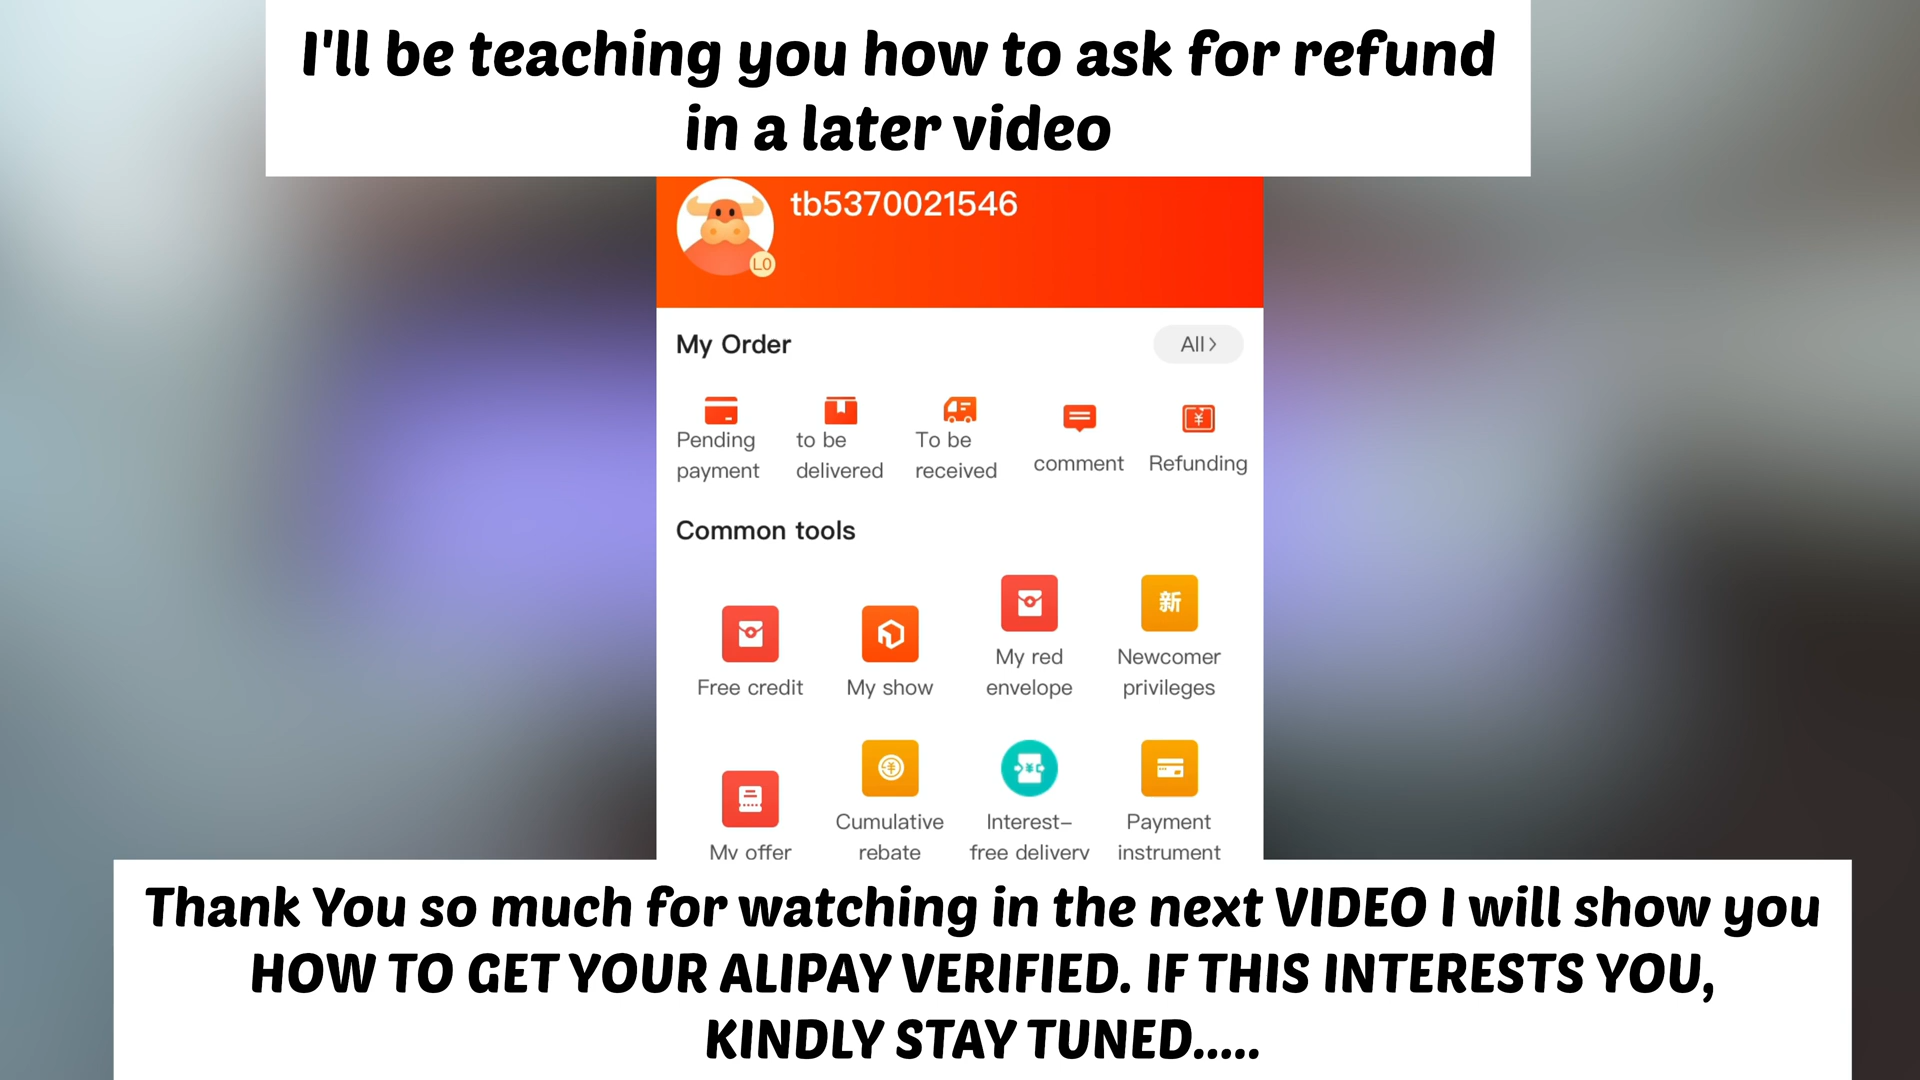 I'll be teaching you how to ask for refund
in a later video
tb5370021546
L0
My Order
All >
Pending
payment
to be
delivered
To be
received
comment
Refunding
Common tools
Free credit
My show
My red
envelope
新
Newcomer
privileges
My offer
Cumulative
rebate
Interest-
free delivery
Payment
instrument
Thank You so much for watching in the next VIDEO I will show you
HOW TO GET YOUR ALIPAY VERIFIED. IF THIS INTERESTS YOU,
KINDLY STAY TUNED.....